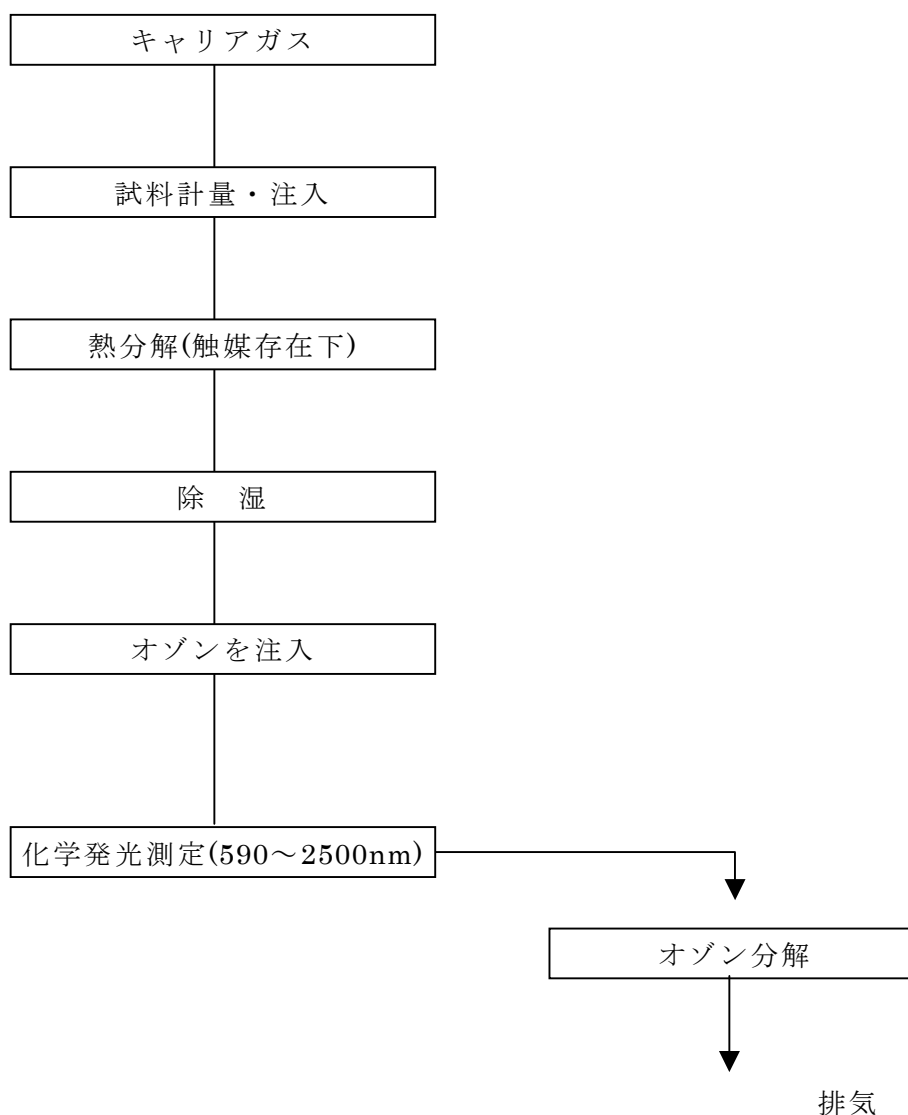 キャリアガス
試料計量・注入
熱分解(触媒存在下)
除　湿
オゾンを注入
化学発光測定(590～2500nm)
オゾン分解
排気